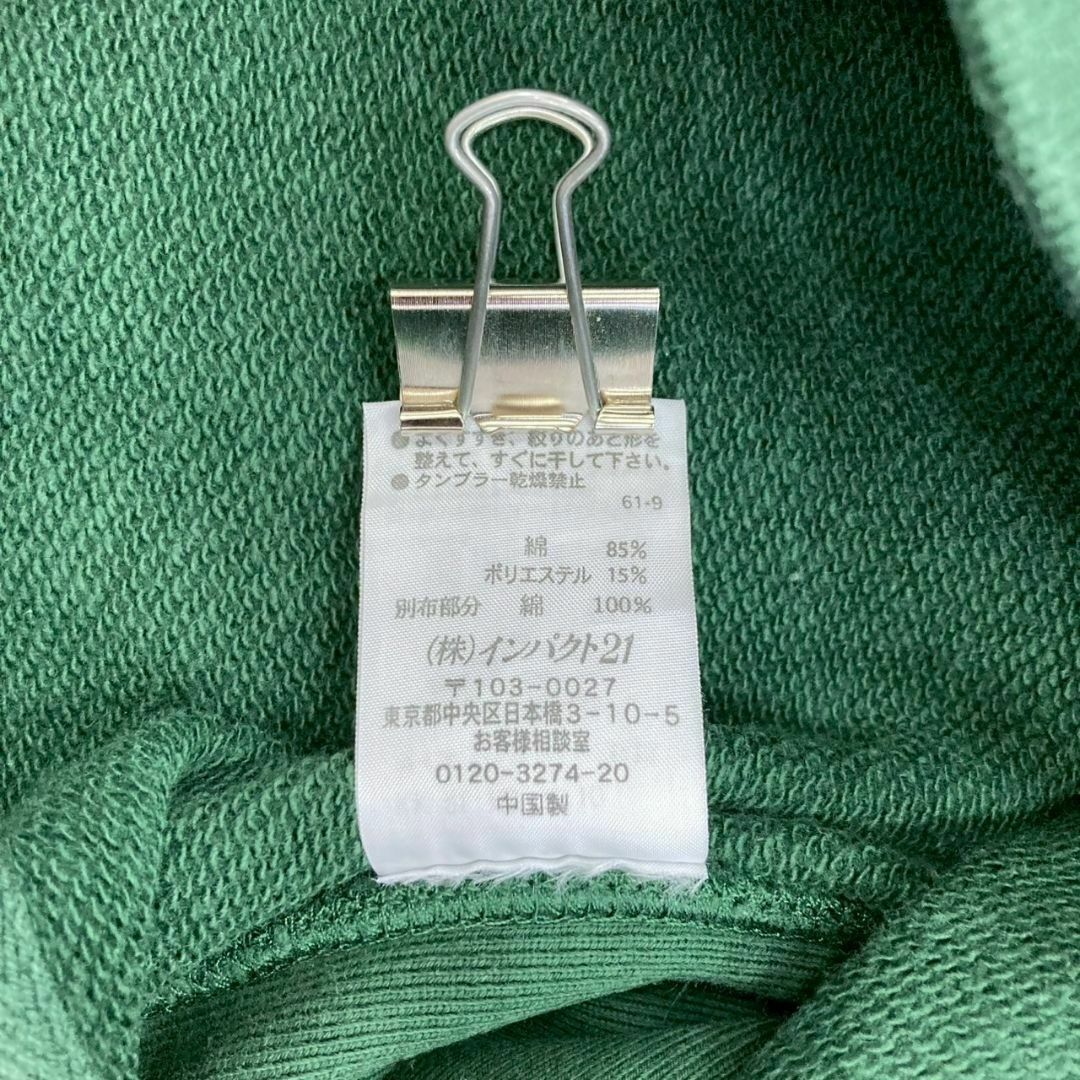 ● よくすすぎ、絞りのあと形を
整えて、すぐに干して下さい。
● タンブラー乾燥禁止
61-9
綿 85%
ポリエステル 15%
別布部分 綿 100%
(株)インパクト21
〒103-0027
東京都中央区日本橋3-10-5
お客様相談室
0120-3274-20
中国製